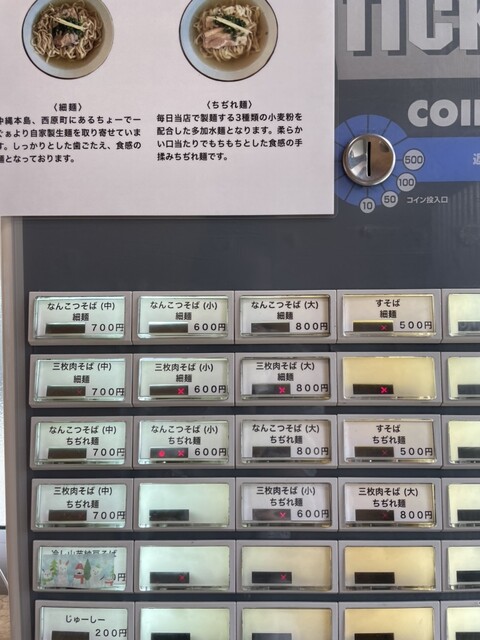 TICK
COIN
500
100
50
10
コイン投入口
〈細麺〉
沖縄本島、西原町にあるちょーでー
ぐぁより自家製生麺を取り寄せていま
す。しっかりとした歯ごたえ、食感の
麺となっております。
〈ちぢれ麺〉
毎日当店で製麺する3種類の小麦粉を
配合した多加水麺となります。柔らか
い口当たりでもちもちとした食感の手
揉みちぢれ麺です。
なんこつそば (中)
細麺
700円
なんこつそば (小)
細麺
600円
なんこつそば (大)
細麺
800円
すそば
細麺
500円
三枚肉そば (中)
細麺
700円
三枚肉そば (小)
細麺
600円
三枚肉そば (大)
細麺
800円
なんこつそば (中)
ちぢれ麺
700円
なんこつそば (小)
ちぢれ麺
600円
なんこつそば (大)
ちぢれ麺
800円
すそば
ちぢれ麺
500円
三枚肉そば (中)
ちぢれ麺
700円
三枚肉そば (小)
ちぢれ麺
600円
三枚肉そば (大)
ちぢれ麺
800円
円
じゅーしー
200円